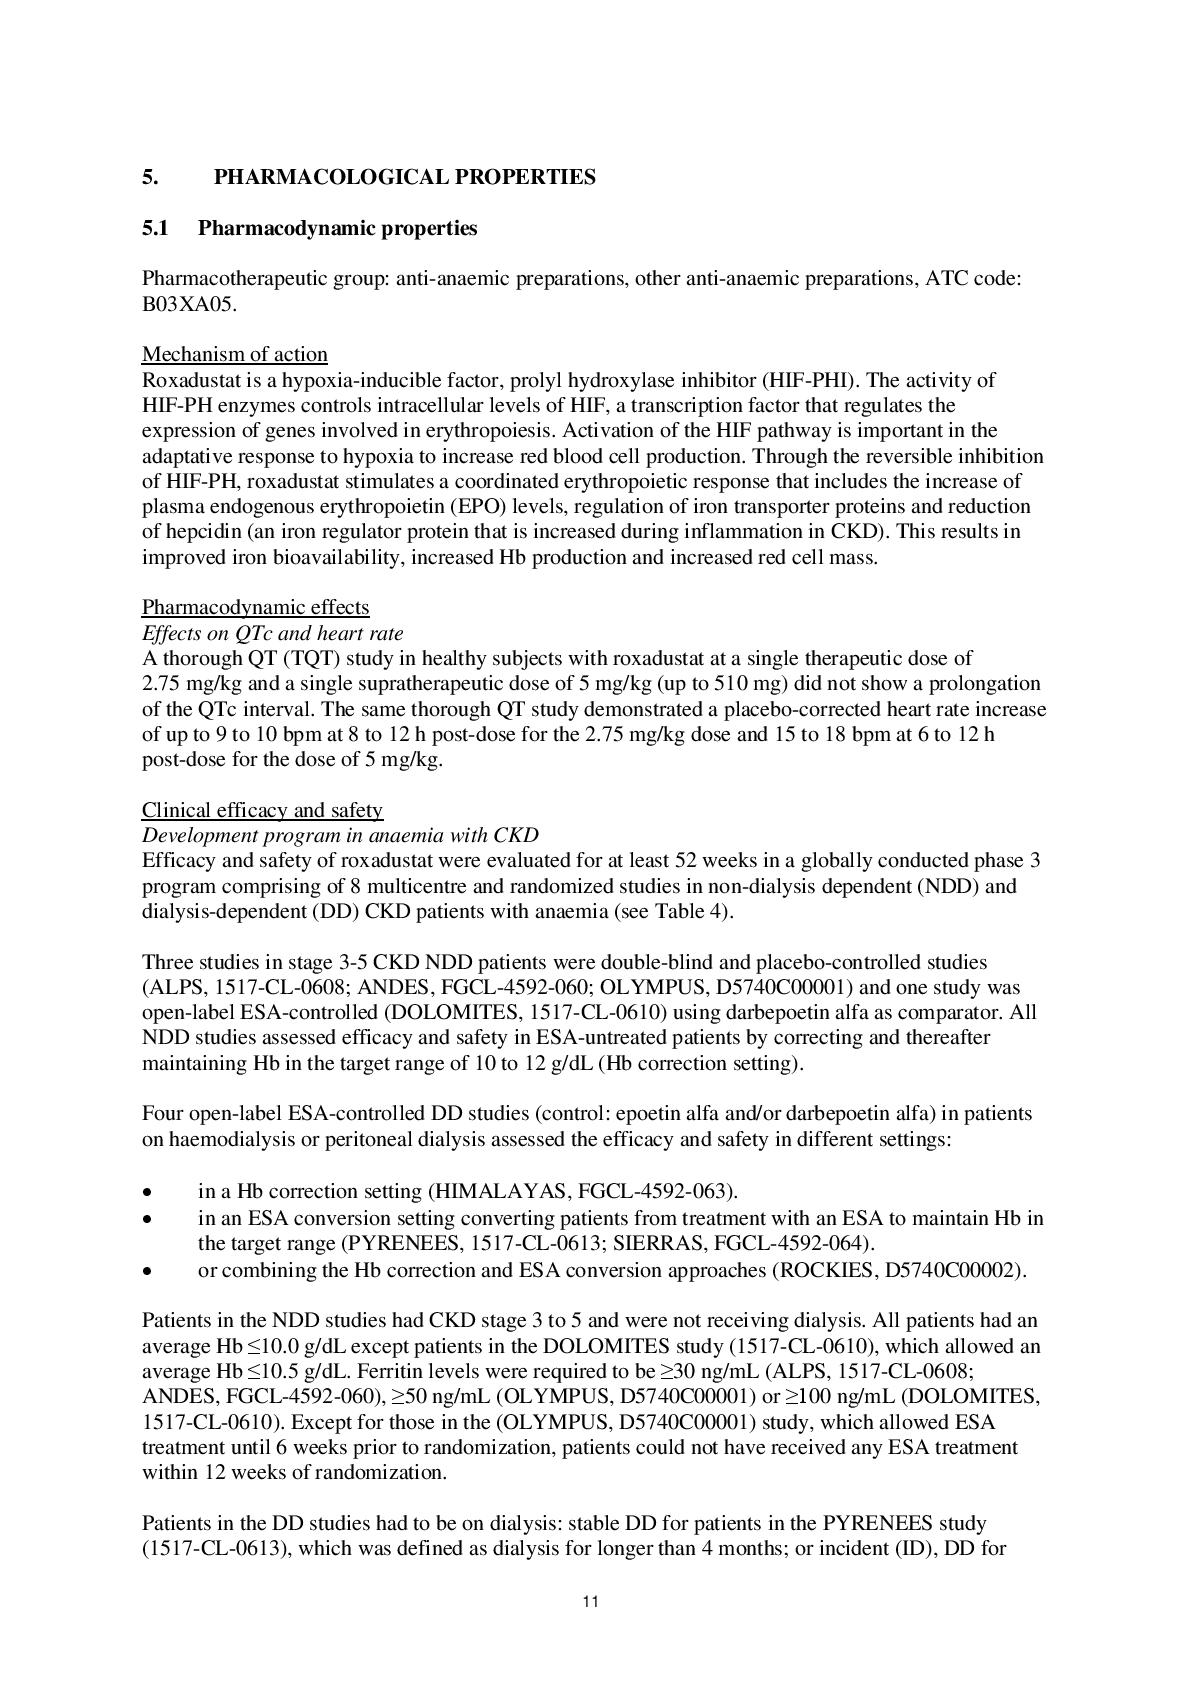 5. PHARMACOLOGICAL PROPERTIES
5.1 Pharmacodynamic properties
Pharmacotherapeutic group: anti-anaemic preparations, other anti-anaemic preparations, ATC code:
B03XA05.
Mechanism of action
Roxadustat is a hypoxia-inducible factor, prolyl hydroxylase inhibitor (HIF-PHI). The activity of
HIF-PH enzymes controls intracellular levels of HIF, a transcription factor that regulates the
expression of genes involved in erythropoiesis. Activation of the HIF pathway is important in the
adaptative response to hypoxia to increase red blood cell production. Through the reversible inhibition
of HIF-PH, roxadustat stimulates a coordinated erythropoietic response that includes the increase of
plasma endogenous erythropoietin (EPO) levels, regulation of iron transporter proteins and reduction
of hepcidin (an iron regulator protein that is increased during inflammation in CKD). This results in
improved iron bioavailability, increased Hb production and increased red cell mass.
Pharmacodynamic effects
Effects on QTc and heart rate
A thorough QT (TQT) study in healthy subjects with roxadustat at a single therapeutic dose of
2.75 mg/kg and a single supratherapeutic dose of 5 mg/kg (up to 510 mg) did not show a prolongation
of the QTc interval. The same thorough QT study demonstrated a placebo-corrected heart rate increase
of up to 9 to 10 bpm at 8 to 12 h post-dose for the 2.75 mg/kg dose and 15 to 18 bpm at 6 to 12 h
post-dose for the dose of 5 mg/kg.
Clinical efficacy and safety
Development program in anaemia with CKD
Efficacy and safety of roxadustat were evaluated for at least 52 weeks in a globally conducted phase 3
program comprising of 8 multicentre and randomized studies in non-dialysis dependent (NDD) and
dialysis-dependent (DD) CKD patients with anaemia (see Table 4).
Three studies in stage 3-5 CKD NDD patients were double-blind and placebo-controlled studies
(ALPS, 1517-CL-0608; ANDES, FGCL-4592-060; OLYMPUS, D5740C00001) and one study was
open-label ESA-controlled (DOLOMITES, 1517-CL-0610) using darbepoetin alfa as comparator. All
NDD studies assessed efficacy and safety in ESA-untreated patients by correcting and thereafter
maintaining Hb in the target range of 10 to 12 g/dL (Hb correction setting).
Four open-label ESA-controlled DD studies (control: epoetin alfa and/or darbepoetin alfa) in patients
on haemodialysis or peritoneal dialysis assessed the efficacy and safety in different settings:
• in a Hb correction setting (HIMALAYAS, FGCL-4592-063).
• in an ESA conversion setting converting patients from treatment with an ESA to maintain Hb in
the target range (PYRENEES, 1517-CL-0613; SIERRAS, FGCL-4592-064).
• or combining the Hb correction and ESA conversion approaches (ROCKIES, D5740C00002).
Patients in the NDD studies had CKD stage 3 to 5 and were not receiving dialysis. All patients had an
average Hb ≤10.0 g/dL except patients in the DOLOMITES study (1517-CL-0610), which allowed an
average Hb ≤10.5 g/dL. Ferritin levels were required to be ≥30 ng/mL (ALPS, 1517-CL-0608;
ANDES, FGCL-4592-060), ≥50 ng/mL (OLYMPUS, D5740C00001) or ≥100 ng/mL (DOLOMITES,
1517-CL-0610). Except for those in the (OLYMPUS, D5740C00001) study, which allowed ESA
treatment until 6 weeks prior to randomization, patients could not have received any ESA treatment
within 12 weeks of randomization.
Patients in the DD studies had to be on dialysis: stable DD for patients in the PYRENEES study
(1517-CL-0613), which was defined as dialysis for longer than 4 months; or incident (ID), DD for
11